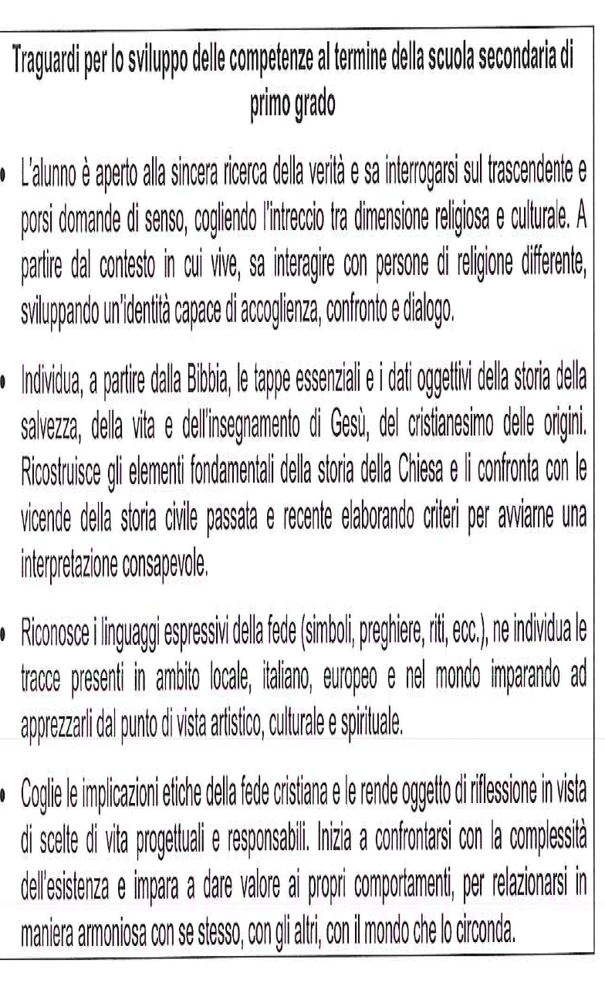 Traguardi per lo sviluppo delle competenze al termine della scuola secondaria di
primo grado
• L'alunno è aperto alla sincera ricerca della verità e sa interrogarsi sul trascendente e
porsi domande di senso, cogliendo l'intreccio tra dimensione religiosa e culturale. A
partire dal contesto in cui vive, sa interagire con persone di religione differente,
sviluppando un'identità capace di accoglienza, confronto e dialogo.
• Individua, a partire dalla Bibbia, le tappe essenziali e i dati oggettivi della storia della
salvezza, della vita e dell'insegnamento di Gesù, del cristianesimo delle origini.
Ricostruisce gli elementi fondamentali della storia della Chiesa e li confronta con le
vicende della storia civile passata e recente elaborando criteri per avviarne una
interpretazione consapevole.
• Riconosce i linguaggi espressivi della fede (simboli, preghiere, riti, ecc.), ne individua le
tracce presenti in ambito locale, italiano, europeo e nel mondo imparando ad
apprezzarli dal punto di vista artistico, culturale e spirituale.
• Coglie le implicazioni etiche della fede cristiana e le rende oggetto di riflessione in vista
di scelte di vita progettuali e responsabili. Inizia a confrontarsi con la complessità
dell'esistenza e impara a dare valore ai propri comportamenti, per relazionarsi in
maniera armoniosa con se stesso, con gli altri, con il mondo che lo circonda.